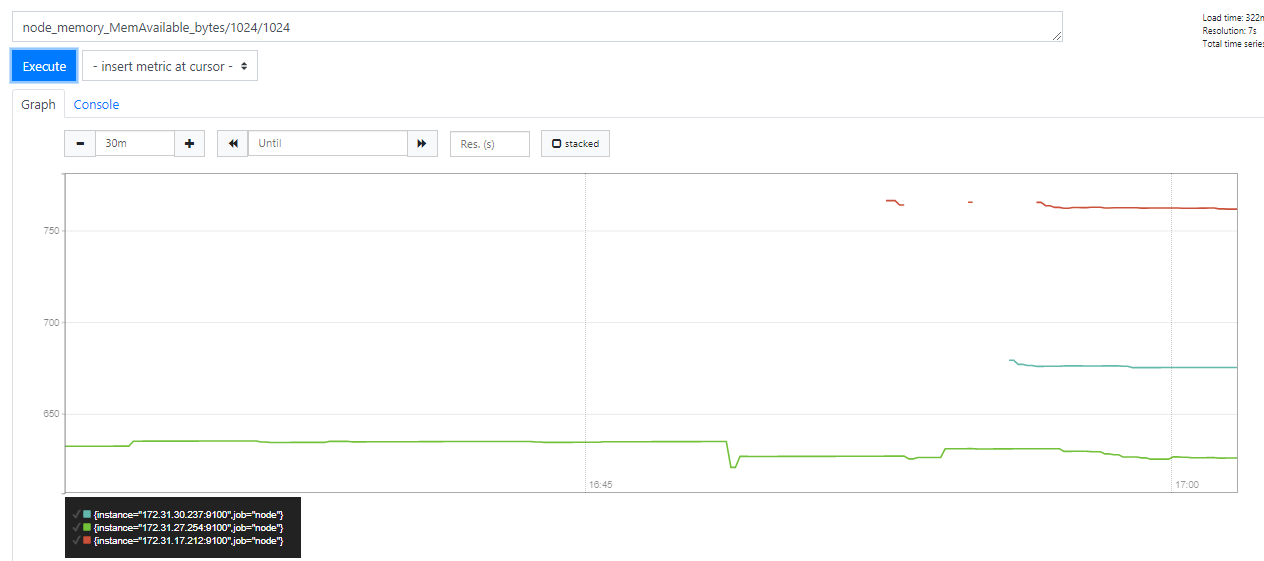 node_memory_MemAvailable_bytes/1024/1024
Load time: 322m
Resolution: 7s
Total time series
Execute
- insert metric at cursor -
Graph Console
30m Until Res. (s) stacked
750
700
650
16:45 17:00
{instance="172.31.30.237:9100",job="node"}
{instance="172.31.27.254:9100",job="node"}
{instance="172.31.17.212:9100",job="node"}